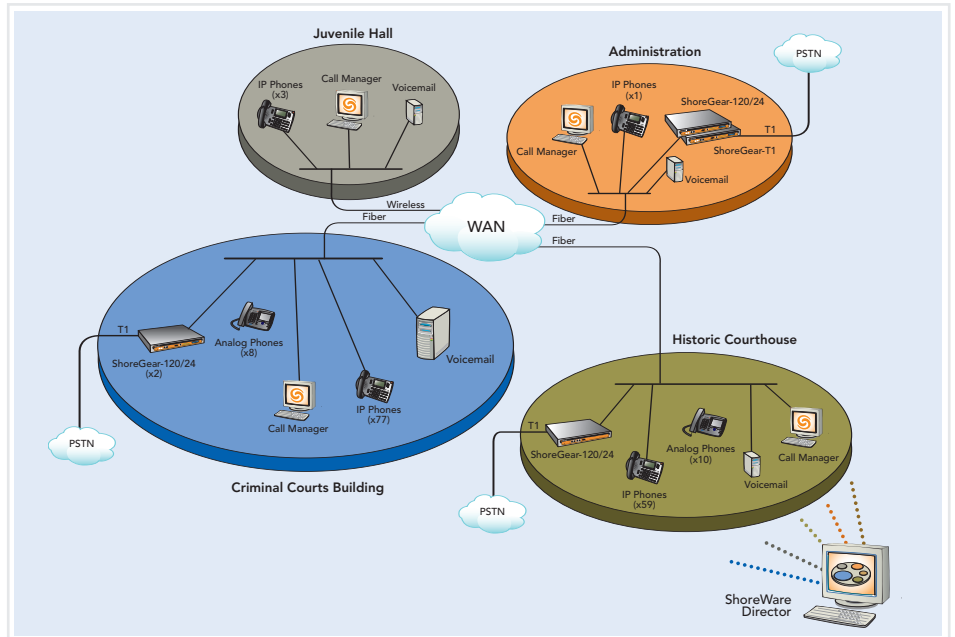 Juvenile Hall
IP Phones
(x3)
Call Manager
Voicemail
Administration
PSTN
IP Phones
(x1)
ShoreGear-120/24
T1
Call Manager
ShoreGear-T1
Voicemail
Wireless
Fiber
WAN
Fiber
Fiber
T1
ShoreGear-120/24
(x2)
Analog Phones
(x8)
Voicemail
Call Manager
IP Phones
(x77)
PSTN
Criminal Courts Building
Historic Courthouse
T1
ShoreGear-120/24
Analog Phones
(x10)
Call Manager
IP Phones
(x59)
Voicemail
PSTN
ShoreWare
Director